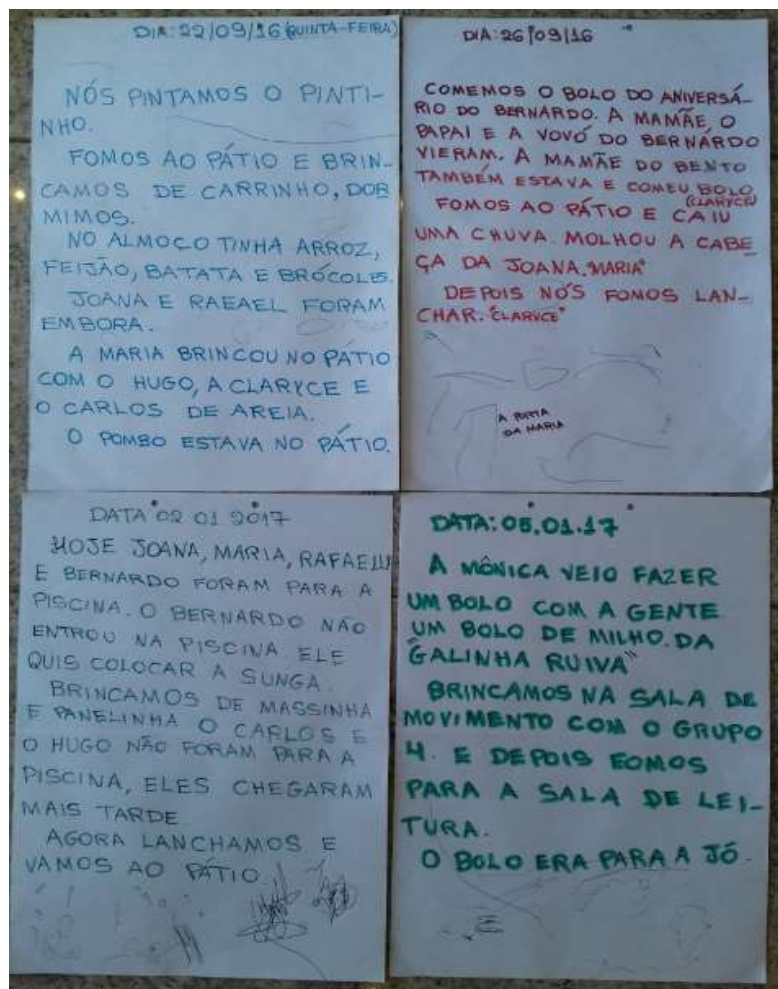 DIA: 22/09/16 (QUINTA-FEIRA)
NÓS PINTAMOS O PINTI-
NHO.
FOMOS AO PÁTIO E BRIN-
CAMOS DE CARRINHO, DOR
MIMOS.
NO ALMOÇO TINHA ARROZ,
FEIJÃO, BATATA E BRÓCOLIS.
JOANA E RAFAEL FORAM
EMBORA.
A MARIA BRINCOU NO PATIO
COM O HUGO, A CLARYCE E
O CARLOS DE AREIA.
O POMBO ESTAVA NO PÁTIO.
DIA: 26/09/16
COMEMOS O BOLO DO ANIVERSÁ-
RIO DO BERNARDO. A MAMÃE, O
PAPAI E A VOVÓ DO BERNARDO
VIERAM. A MAMÃE DO BENTO
TAMBÉM ESTAVA E COMEU BOLO
(CLARYCE)
FOMOS AO PÁTIO E CAIU
UMA CHUVA. MOLHOU A CABE
ÇA DA JOANA. "MARIA"
DEPOIS NÓS FOMOS LAN-
CHAR. "CLARYCE"
A PORTA
DA MARIA
DATA 02 01 2017
HOJE JOANA, MARIA, RAFAEL
E BERNARDO FORAM PARA A
PISCINA. O BERNARDO NÃO
ENTROU NA PISCINA. ELE
QUIS COLOCAR A SUNGA.
BRINCAMOS DE MASSINHA
E PANELINHA O CARLOS E
O HUGO NÃO FORAM PARA A
PISCINA, ELES CHEGARAM
MAIS TARDE
AGORA LANCHAMOS E
VAMOS AO PÁTIO
DATA: 05.01.17
A MÔNICA VEIO FAZER
UM BOLO COM A GENTE
UM BOLO DE MILHO. DA
"GALINHA RUIVA"
BRINCAMOS NA SALA DE
MOVIMENTO COM O GRUPO
4. E DEPOIS FOMOS
PARA A SALA DE LEI-
TURA.
O BOLO ERA PARA A JÔ.